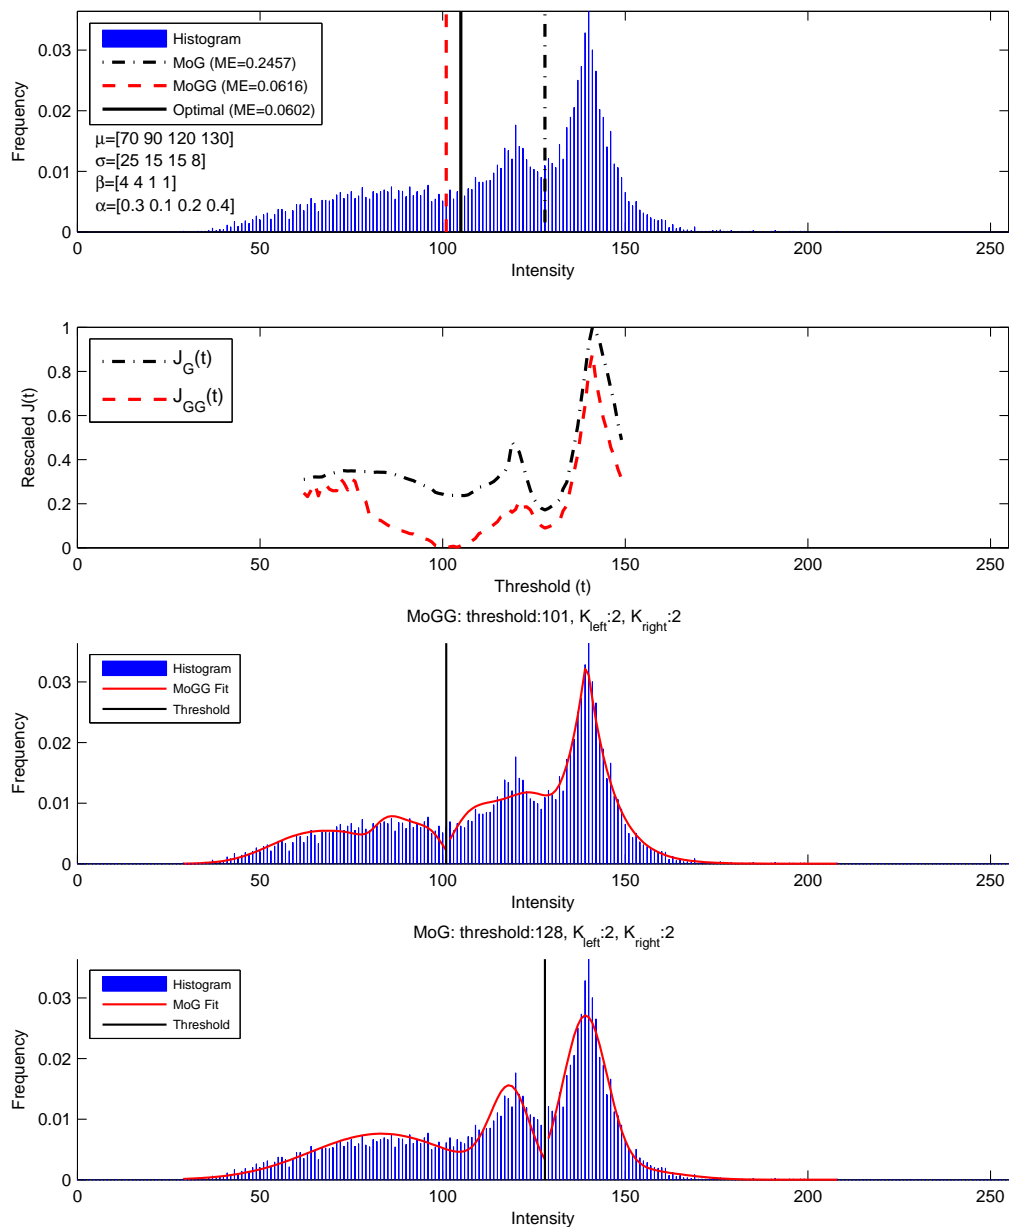 Frequency
0.03
0.02
0.01
0
Histogram
MoG (ME=0.2457)
MoGG (ME=0.0616)
Optimal (ME=0.0602)
μ=[70 90 120 130]
σ=[25 15 15 8]
β=[4 4 1 1]
α=[0.3 0.1 0.2 0.4]
0 50 100 150 200 250
Intensity
Rescaled J(t)
1
0.8
0.6
0.4
0.2
0
J_G(t)
J_GG(t)
0 50 100 150 200 250
Threshold (t)
MoGG: threshold:101, K_left:2, K_right:2
Frequency
0.03
0.02
0.01
0
Histogram
MoGG Fit
Threshold
0 50 100 150 200 250
Intensity
MoG: threshold:128, K_left:2, K_right:2
Frequency
0.03
0.02
0.01
0
Histogram
MoG Fit
Threshold
0 50 100 150 200 250
Intensity